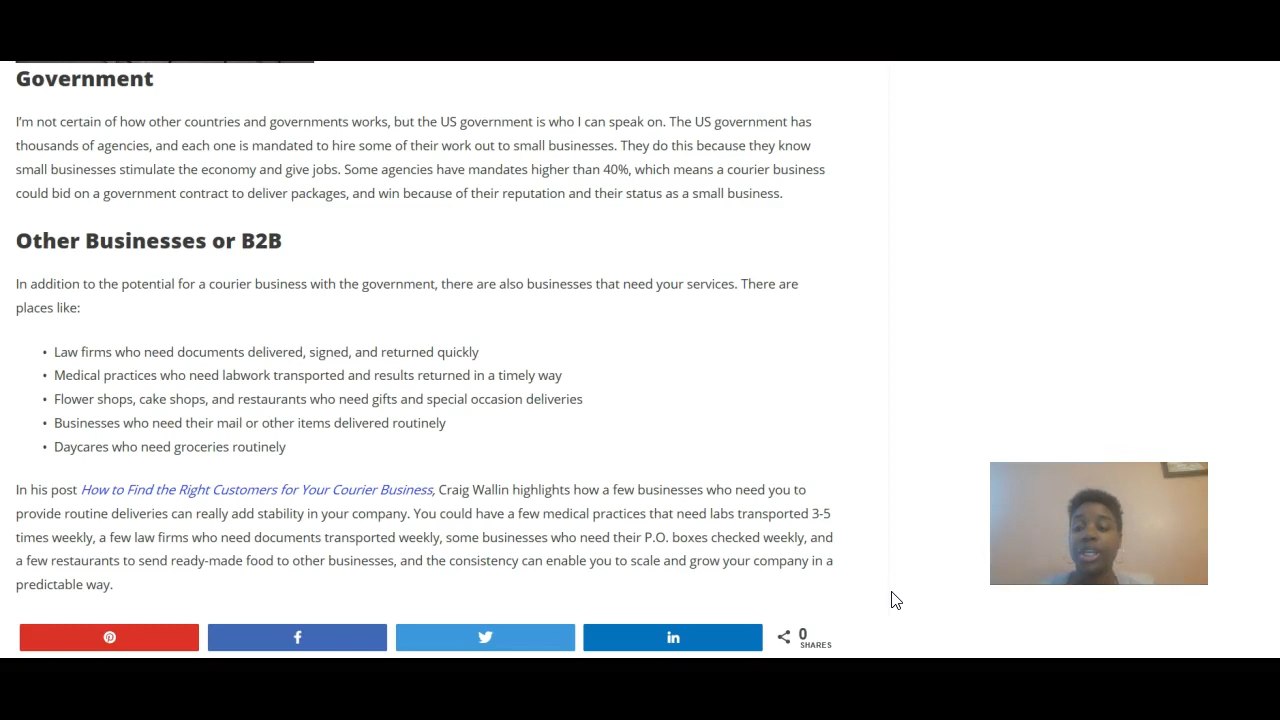 Government
I'm not certain of how other countries and governments works, but the US government is who I can speak on. The US government has
thousands of agencies, and each one is mandated to hire some of their work out to small businesses. They do this because they know
small businesses stimulate the economy and give jobs. Some agencies have mandates higher than 40%, which means a courier business
could bid on a government contract to deliver packages, and win because of their reputation and their status as a small business.
Other Businesses or B2B
In addition to the potential for a courier business with the government, there are also businesses that need your services. There are
places like:
• Law firms who need documents delivered, signed, and returned quickly
• Medical practices who need labwork transported and results returned in a timely way
• Flower shops, cake shops, and restaurants who need gifts and special occasion deliveries
• Businesses who need their mail or other items delivered routinely
• Daycares who need groceries routinely
In his post How to Find the Right Customers for Your Courier Business, Craig Wallin highlights how a few businesses who need you to
provide routine deliveries can really add stability in your company. You could have a few medical practices that need labs transported 3-5
times weekly, a few law firms who need documents transported weekly, some businesses who need their P.O. boxes checked weekly, and
a few restaurants to send ready-made food to other businesses, and the consistency can enable you to scale and grow your company in a
predictable way.
0
SHARES